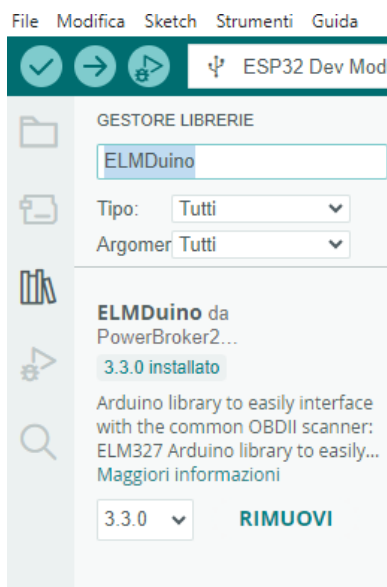 File Modifica Sketch Strumenti Guida
ESP32 Dev Mod
GESTORE LIBRERIE
ELMDuino
Tipo: Tutti
Argomer Tutti
ELMDuino da
PowerBroker2...
3.3.0 installato
Arduino library to easily interface
with the common OBDII scanner:
ELM327 Arduino library to easily...
Maggiori informazioni
3.3.0 RIMUOVI